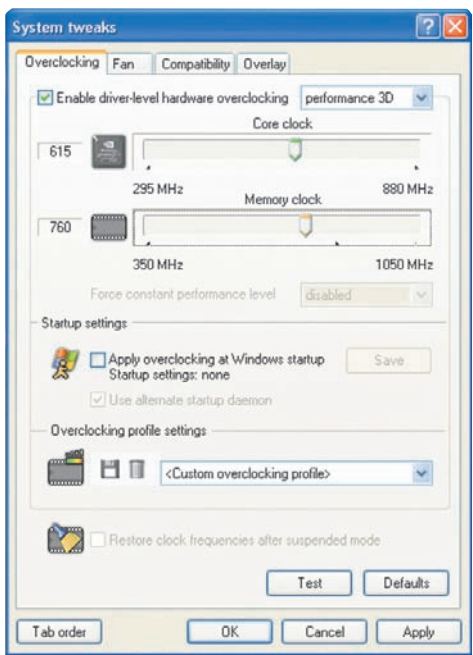 System tweaks
Overclocking Fan Compatibility Overlay
Enable driver-level hardware overclocking performance 3D
Core clock
615
295 MHz 880 MHz
Memory clock
760
350 MHz 1050 MHz
Force constant performance level disabled
Startup settings
Apply overclocking at Windows startup Save
Startup settings: none
Use alternate startup daemon
Overclocking profile settings
<Custom overclocking profile>
Restore clock frequencies after suspended mode
Test Defaults
Tab order OK Cancel Apply